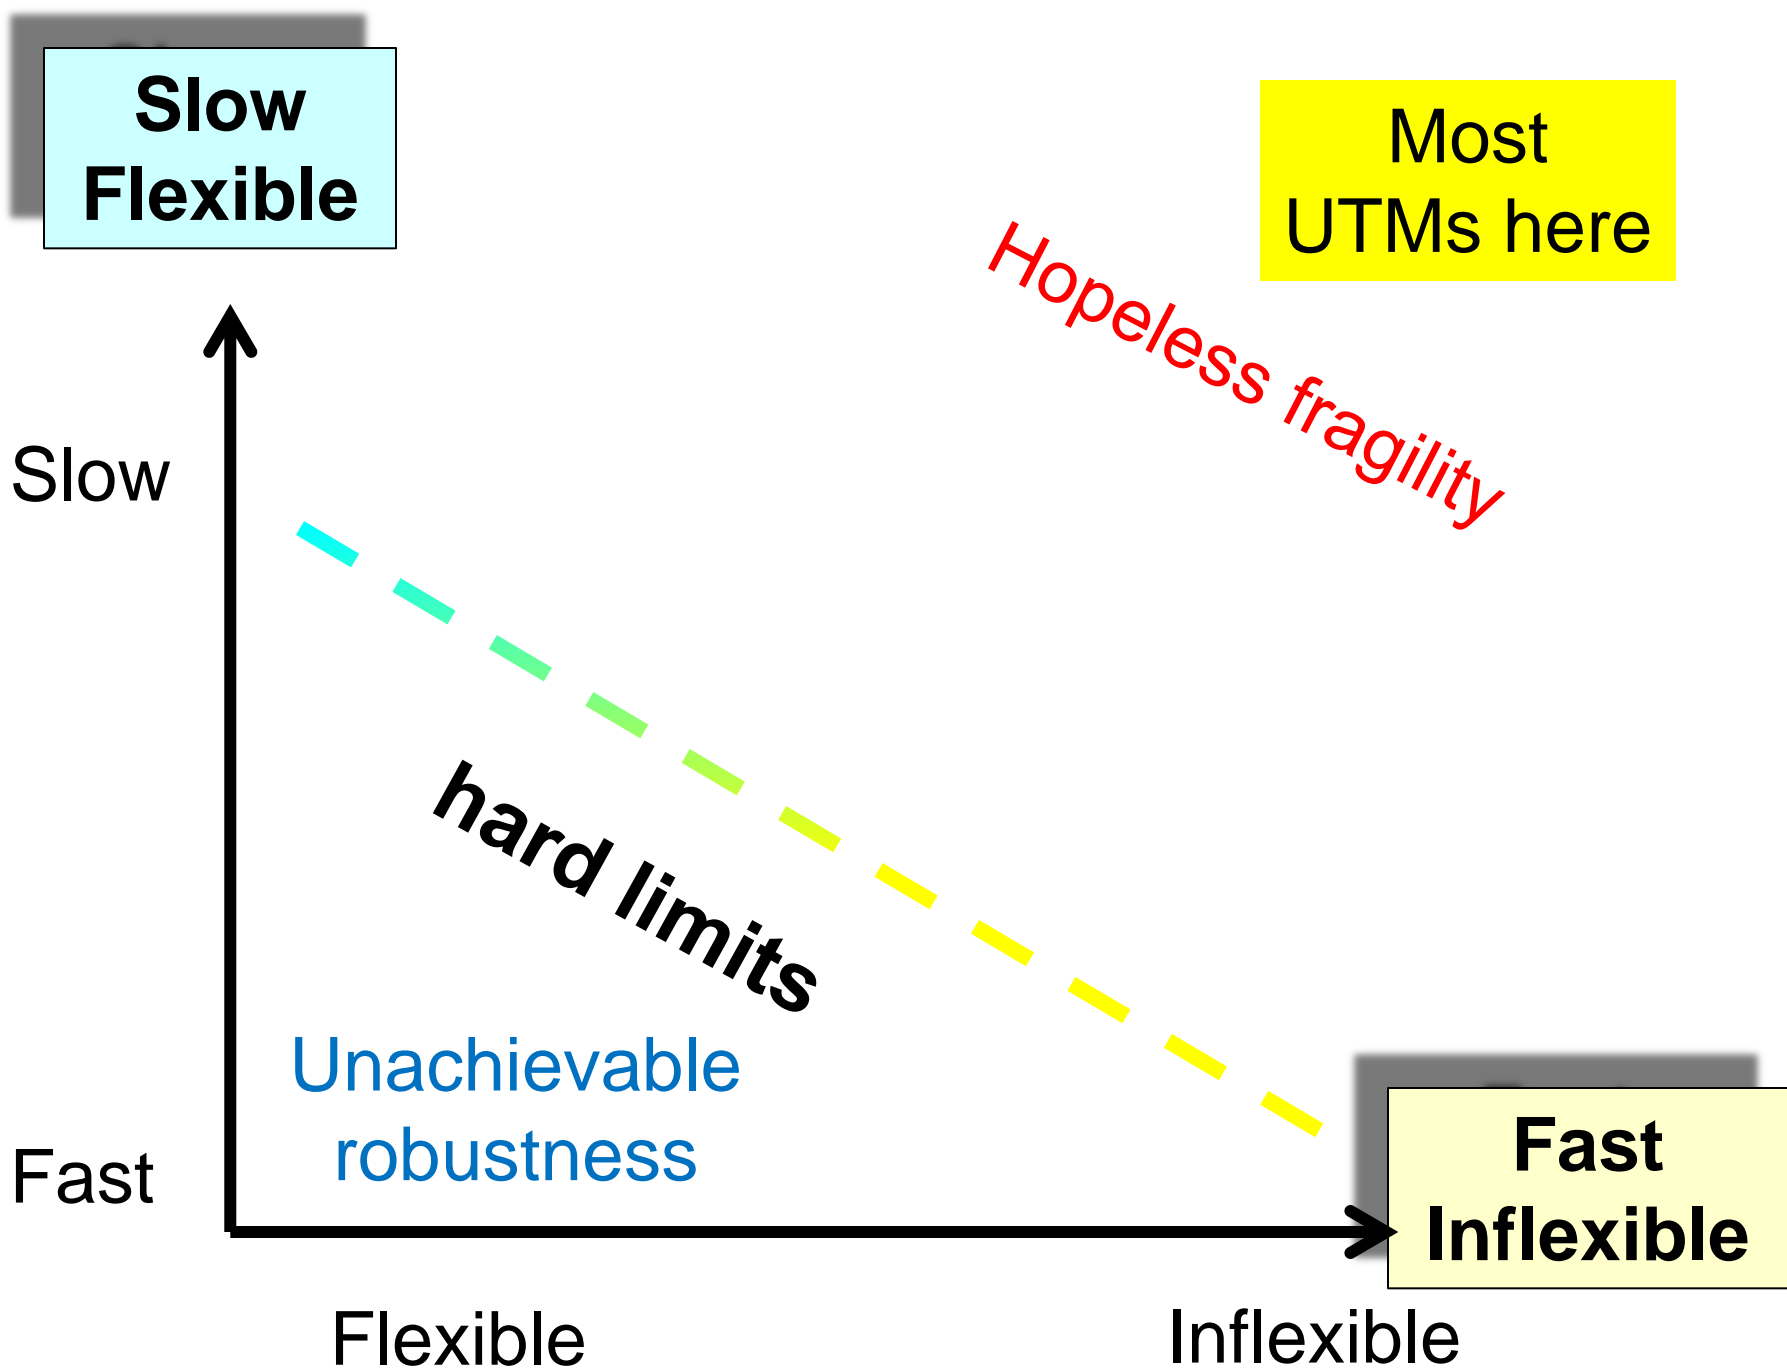 Slow
Flexible
Most
UTMs here
Hopeless fragility
Slow
hard limits
Unachievable
robustness
Fast
Fast
Inflexible
Flexible
Inflexible